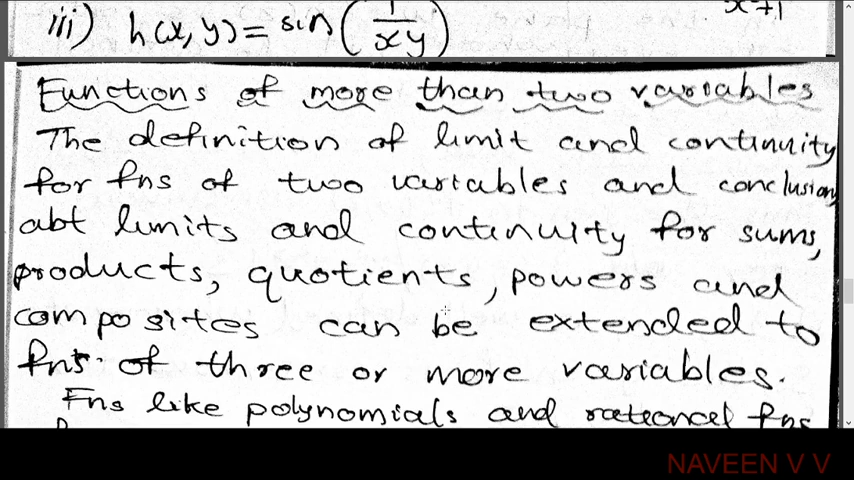 iii) h(x, y) = sin(1/xy)
x+1
Functions of more than two variables
The definition of limit and continuity
for fns of two variables and conclusions
abt limits and continuity for sums,
products, quotients, powers and
composites can be extended to
fns. of three or more variables.
Fns like polynomials and rational fns
NAVEEN V V